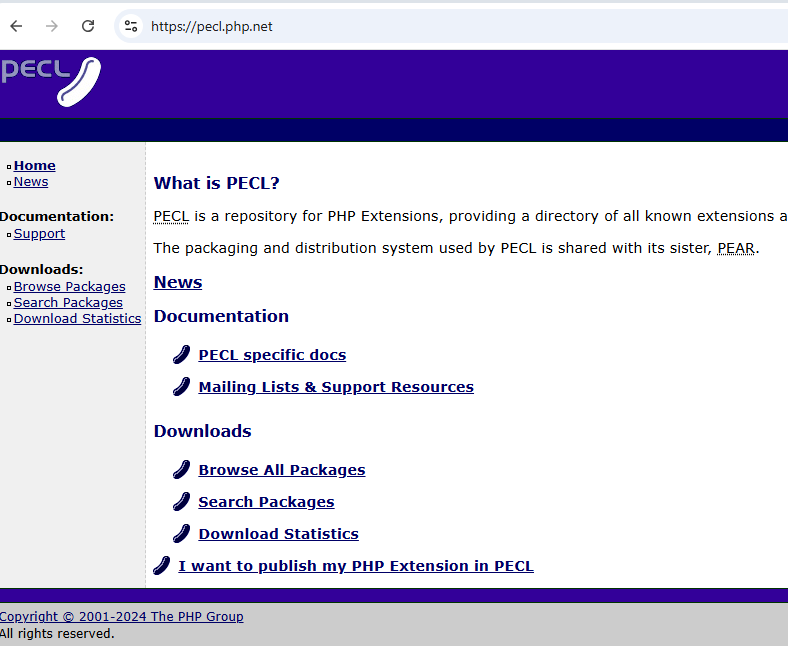 https://pecl.php.net
PECL
Home
News
Documentation:
Support
Downloads:
Browse Packages
Search Packages
Download Statistics
What is PECL?
PECL is a repository for PHP Extensions, providing a directory of all known extensions a
The packaging and distribution system used by PECL is shared with its sister, PEAR.
News
Documentation
PECL specific docs
Mailing Lists & Support Resources
Downloads
Browse All Packages
Search Packages
Download Statistics
I want to publish my PHP Extension in PECL
Copyright © 2001-2024 The PHP Group
All rights reserved.